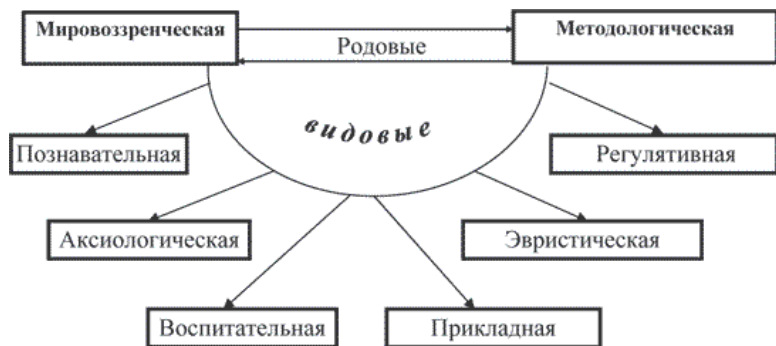 Мировоззренческая
Методологическая
Родовые
видовые
Познавательная
Регулятивная
Аксиологическая
Эвристическая
Воспитательная
Прикладная